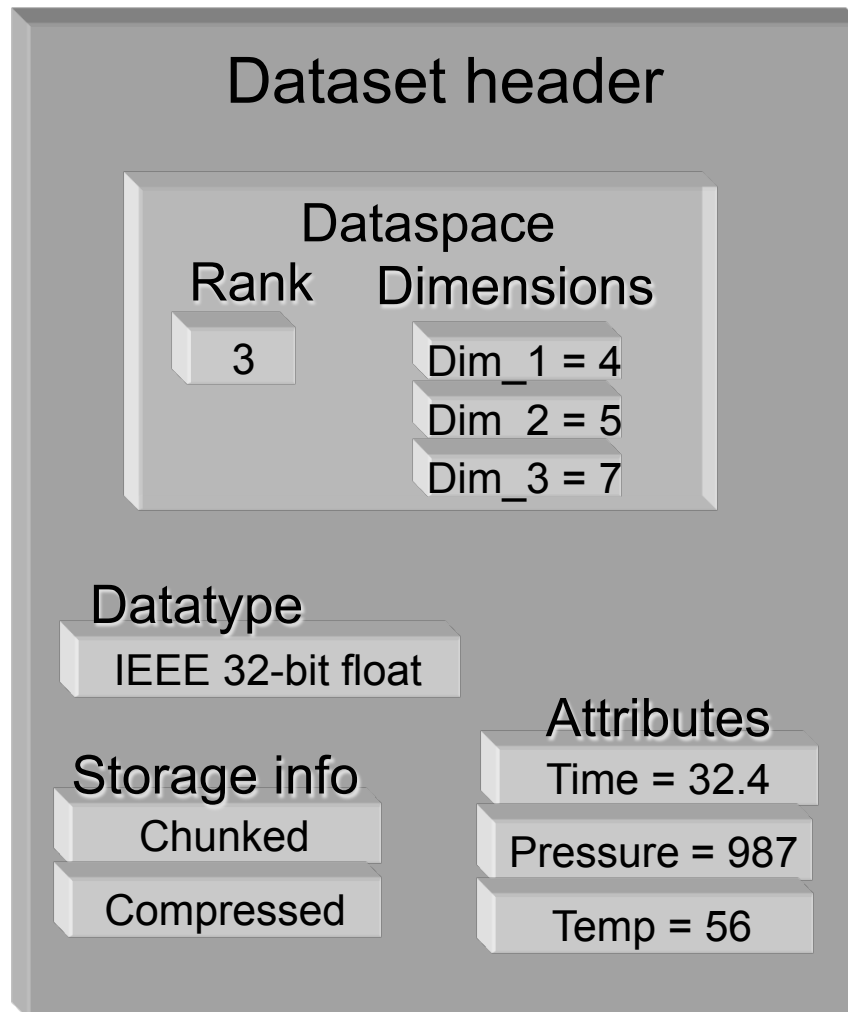 Dataset header
Dataspace
Rank
Dimensions
3
Dim_1 = 4
Dim_2 = 5
Dim_3 = 7
Datatype
IEEE 32-bit float
Storage info
Chunked
Compressed
Attributes
Time = 32.4
Pressure = 987
Temp = 56